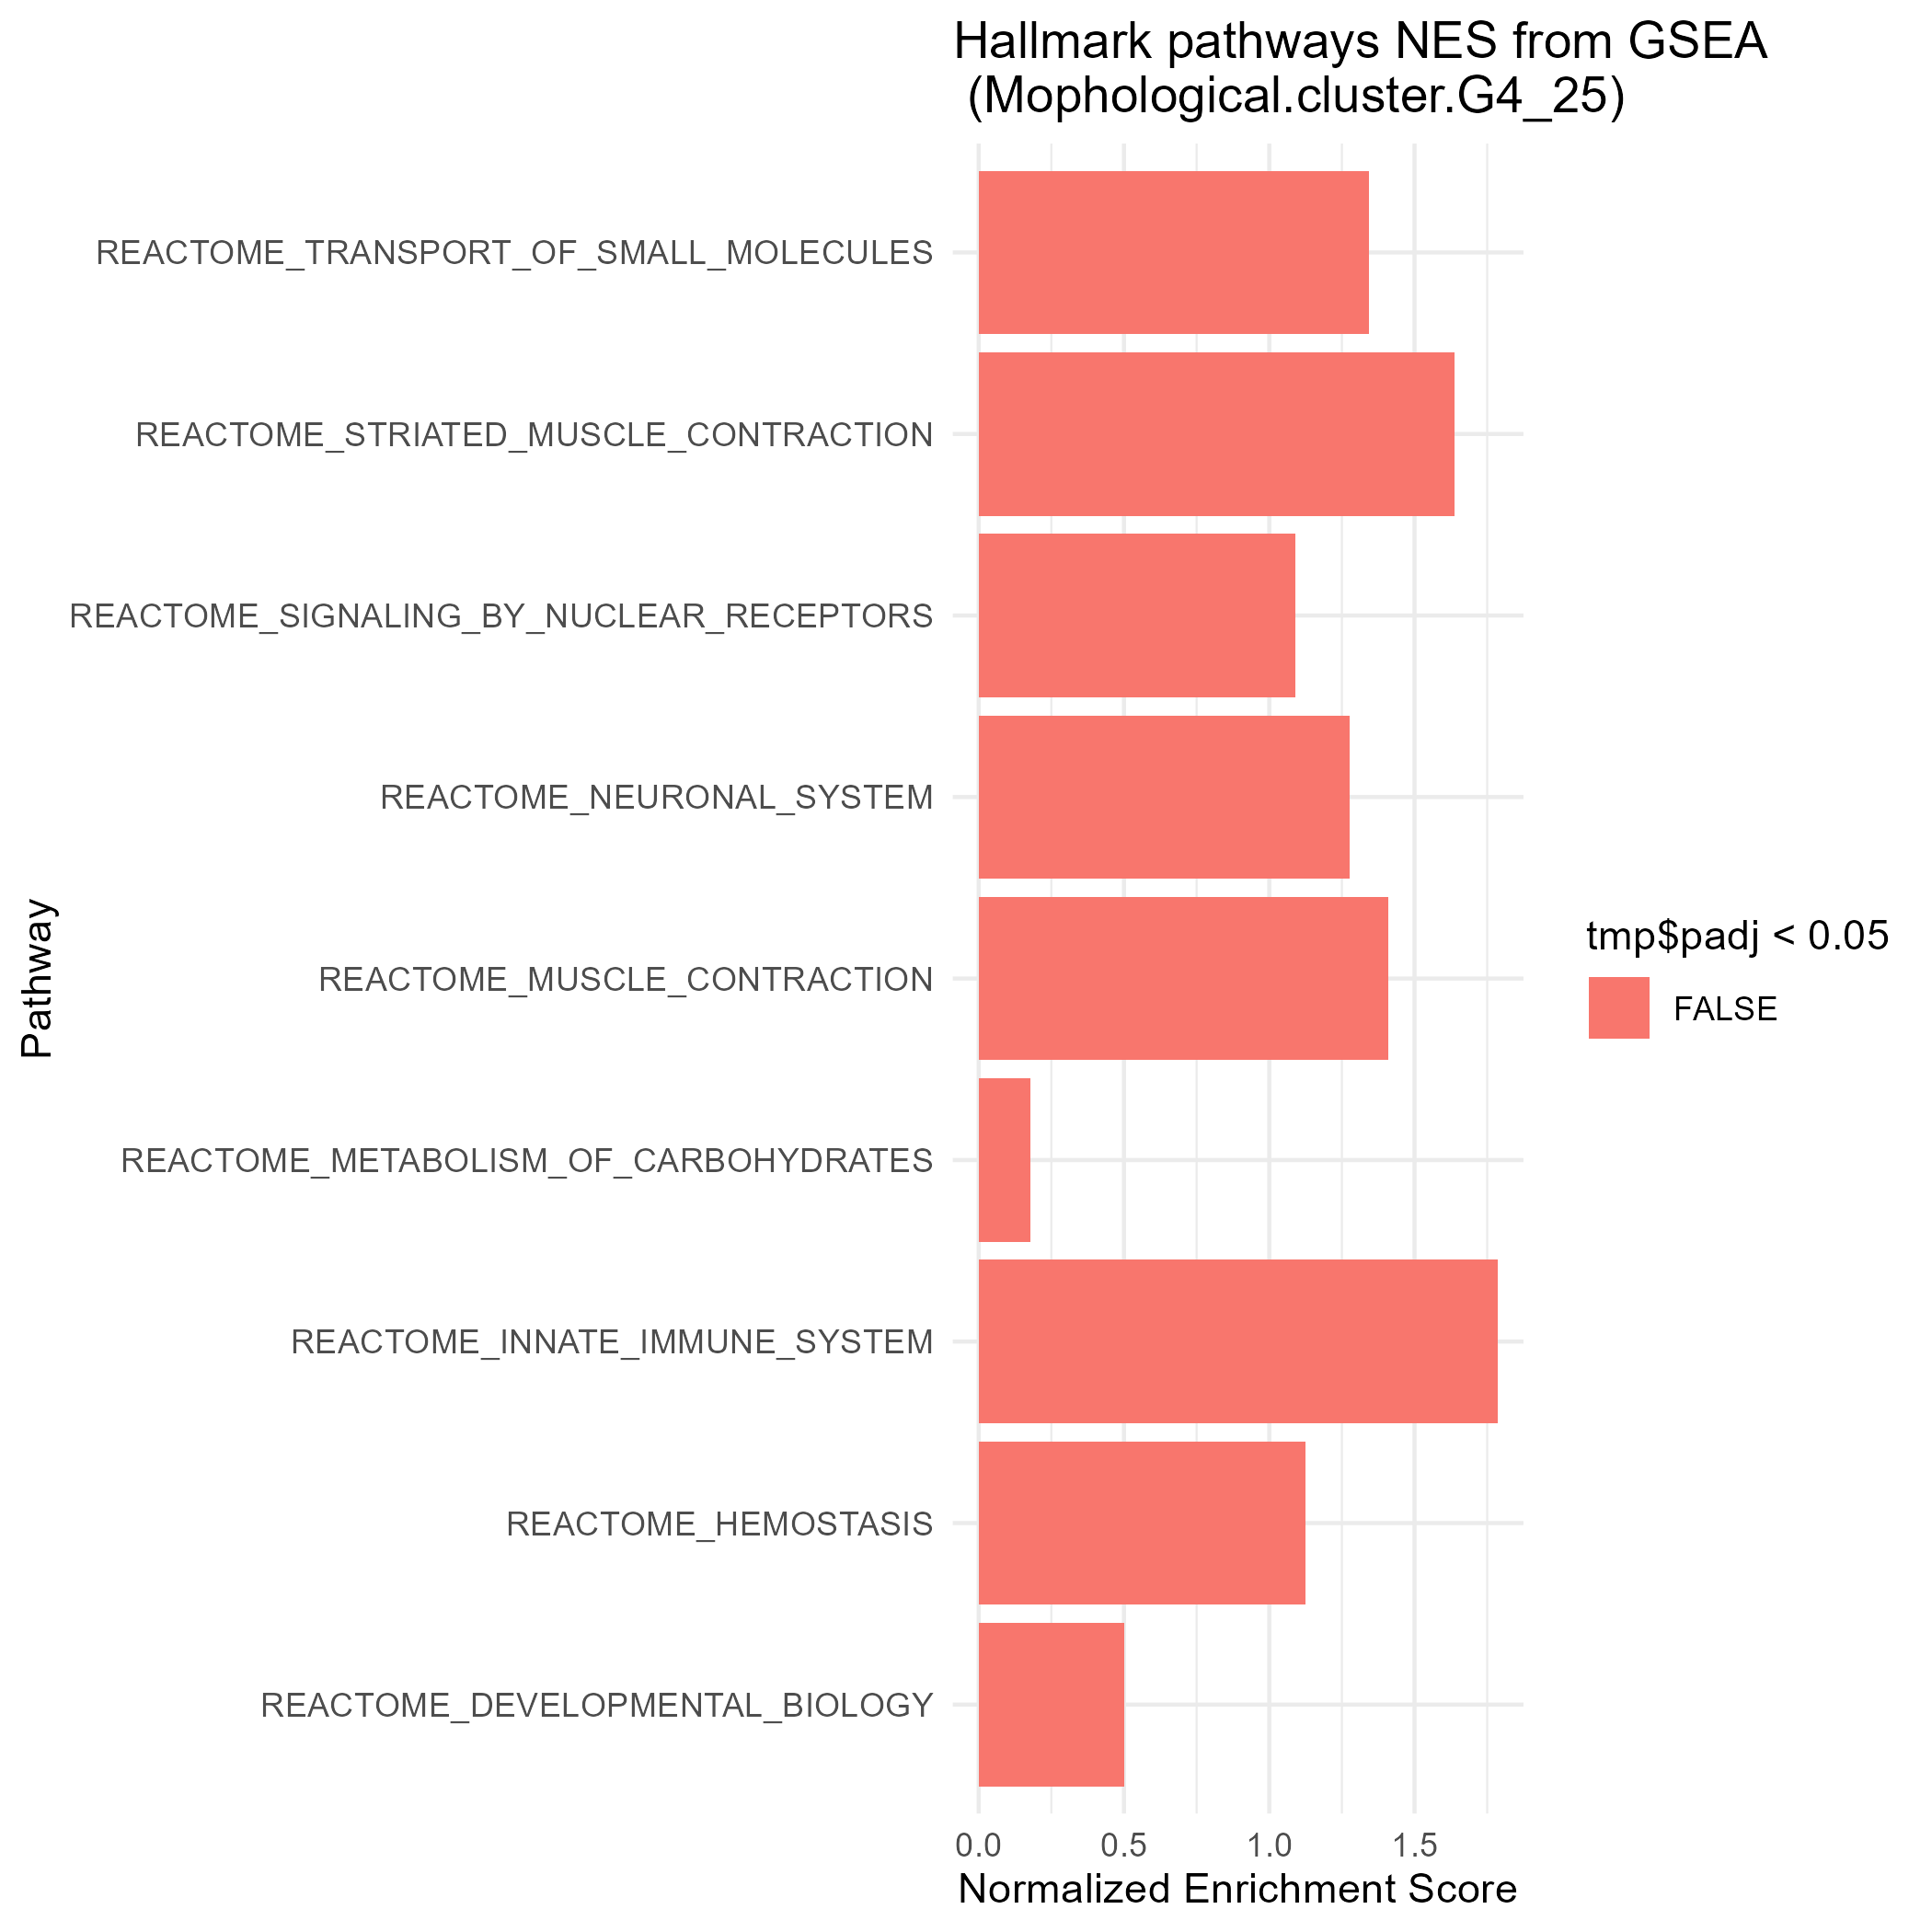 Hallmark pathways NES from GSEA
(Mophological.cluster.G4_25)
REACTOME_TRANSPORT_OF_SMALL_MOLECULES
REACTOME_STRIATED_MUSCLE_CONTRACTION
REACTOME_SIGNALING_BY_NUCLEAR_RECEPTORS
REACTOME_NEURONAL_SYSTEM
REACTOME_MUSCLE_CONTRACTION
REACTOME_METABOLISM_OF_CARBOHYDRATES
REACTOME_INNATE_IMMUNE_SYSTEM
REACTOME_HEMOSTASIS
REACTOME_DEVELOPMENTAL_BIOLOGY
Pathway
0.0 0.5 1.0 1.5
Normalized Enrichment Score
tmp$padj < 0.05
FALSE